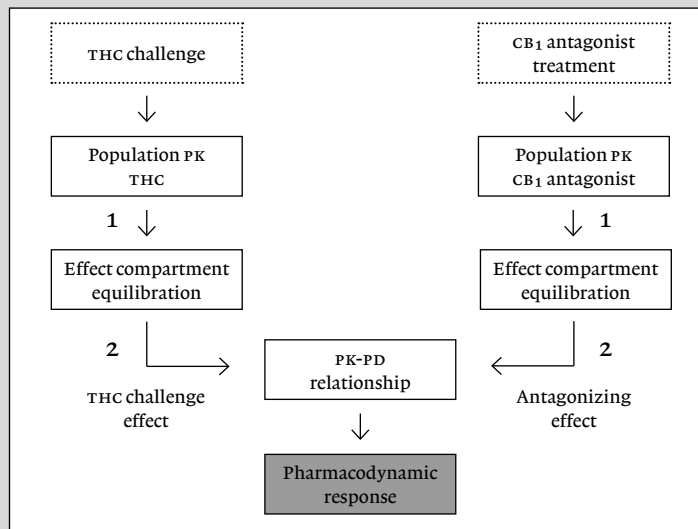 THC challenge
CB1 antagonist
treatment
Population PK
THC
Population PK
CB1 antagonist
1
1
Effect compartment
equilibration
Effect compartment
equilibration
2
2
PK-PD
relationship
THC challenge
effect
Antagonizing
effect
Pharmacodynamic
response